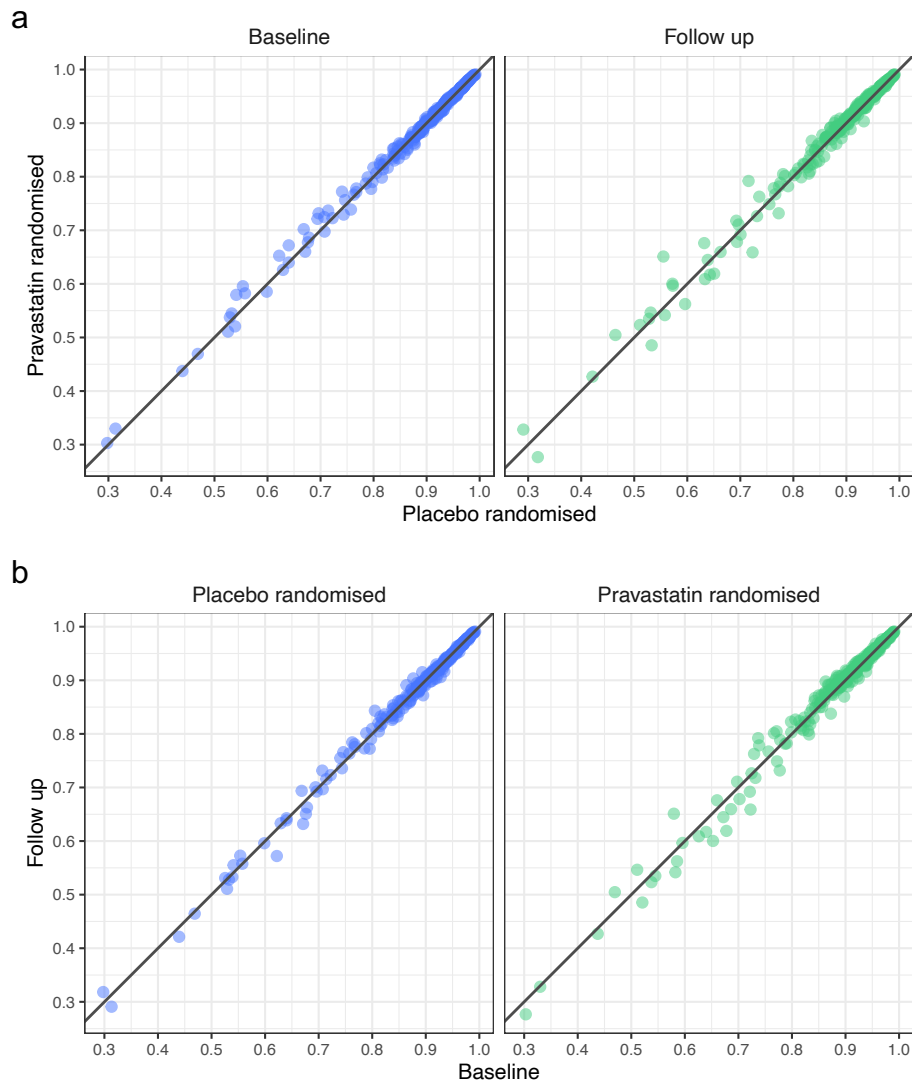 a
Baseline Follow up
Pravastatin randomised
1.0
0.9
0.8
0.7
0.6
0.5
0.4
0.3
0.3 0.4 0.5 0.6 0.7 0.8 0.9 1.0 0.3 0.4 0.5 0.6 0.7 0.8 0.9 1.0
Placebo randomised
b
Placebo randomised Pravastatin randomised
Follow up
1.0
0.9
0.8
0.7
0.6
0.5
0.4
0.3
0.3 0.4 0.5 0.6 0.7 0.8 0.9 1.0 0.3 0.4 0.5 0.6 0.7 0.8 0.9 1.0
Baseline